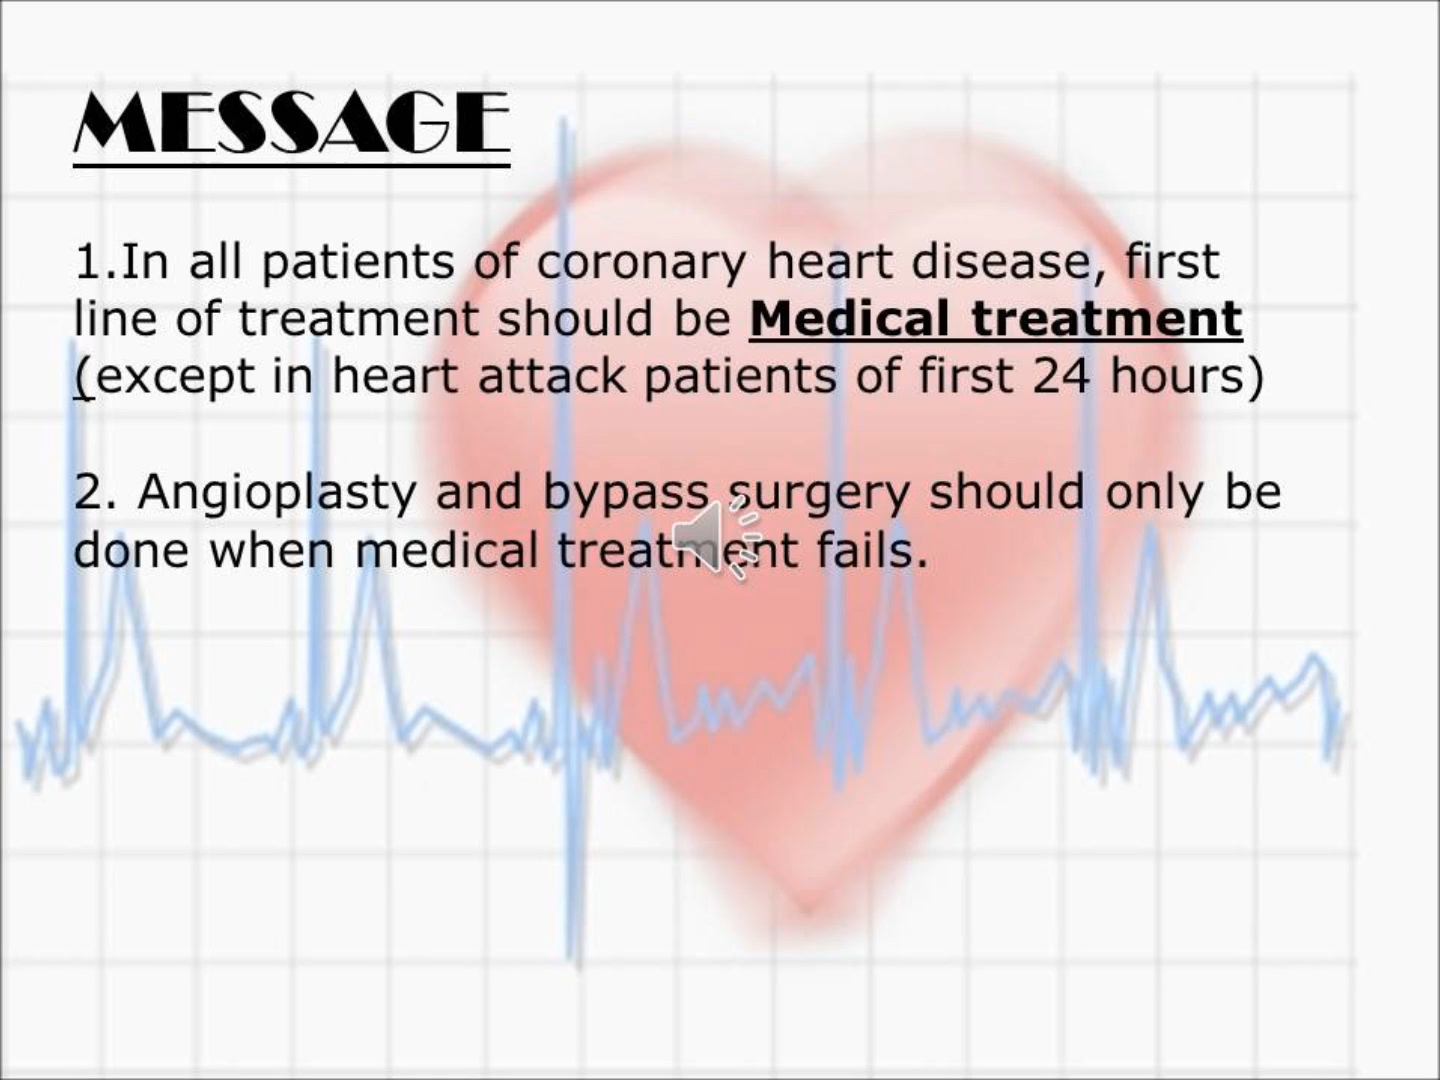 MESSAGE
1.In all patients of coronary heart disease, first
line of treatment should be Medical treatment
(except in heart attack patients of first 24 hours)
2. Angioplasty and bypass surgery should only be
done when medical treatment fails.